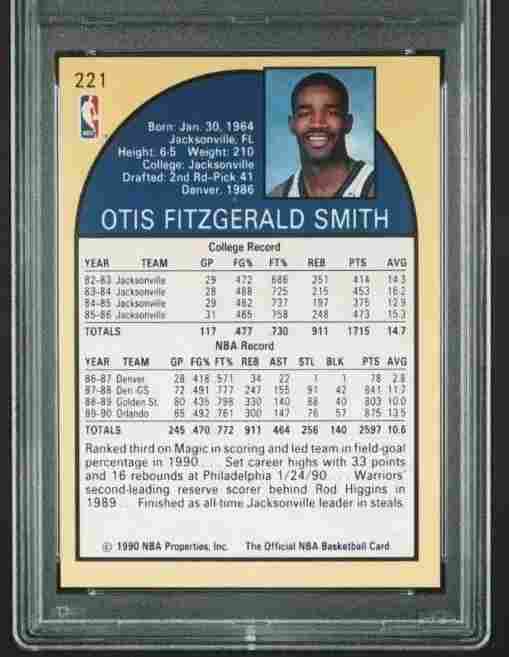 221
NBA
Born: Jan. 30, 1964
Jacksonville, FL
Height: 6-5 Weight: 210
College: Jacksonville
Drafted: 2nd Rd-Pick 41
Denver, 1986
OTIS FITZGERALD SMITH
College Record
YEAR TEAM GP FG% FT% REB PTS AVG
82-83 Jacksonville 29 .472 .686 251 414 14.3
83-84 Jacksonville 28 .488 .725 215 453 16.2
84-85 Jacksonville 29 .462 .737 197 375 12.9
85-86 Jacksonville 31 .465 .758 248 473 15.3
TOTALS 117 .477 .730 911 1715 14.7
NBA Record
YEAR TEAM GP FG% FT% REB AST STL BLK PTS AVG
86-87 Denver 28 .418 .571 34 22 1 1 78 2.8
87-88 Den-GS 72 .491 .777 247 155 91 42 841 11.7
88-89 Golden St. 80 .435 .798 330 140 88 40 803 10.0
89-90 Orlando 65 .492 .761 300 147 76 57 875 13.5
TOTALS 245 .470 .772 911 464 256 140 2597 10.6
Ranked third on Magic in scoring and led team in field-goal
percentage in 1990 . . . Set career highs with 33 points
and 16 rebounds at Philadelphia 1/24/90 . . . Warriors'
second-leading reserve scorer behind Rod Higgins in
1989 . . . Finished as all-time Jacksonville leader in steals.
© 1990 NBA Properties, Inc. The Official NBA Basketball Card.